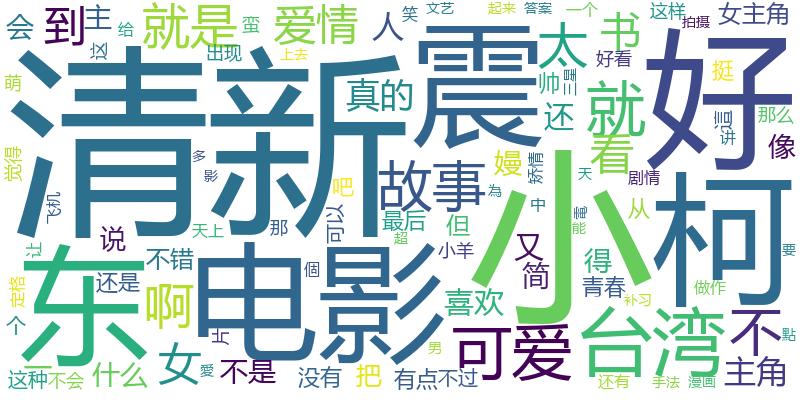 清新
小
好
震
柯
电影
东
就是
爱情
到
主
会
这
给
蛮
出现
上去
人
笑
文艺
起来
答案
一个
这样
拍摄
女主角
太
书
好看
挺
三星
帅
真的
还
就
那么
這
讲
像
萌
觉得
多
影
飞机
故事
嫚
矫情
看
剧情
天
為
吧
可以
天上
那
最后
但
中
電
能
从
让
说
不错
超
小羊
又
简
得
青春
要
定格
还是
個
喜欢
补习
做作
个
啊
片
可爱
台湾
不
點
男
一
这种
不会
什么
女
愛
不是
没有
把
有点
不过
还有
手法
漫画
主角